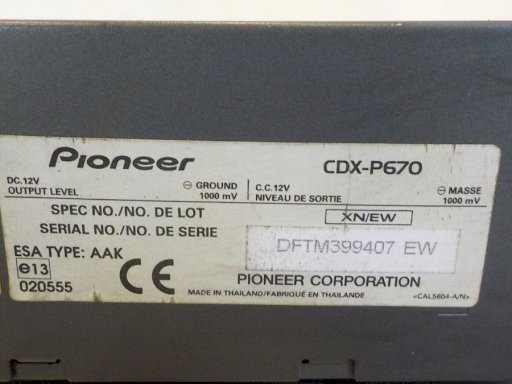 Pioneer CDX-P670
DC.12V ⊖ GROUND C.C.12V ⊖ MASSE
OUTPUT LEVEL 1000 mV NIVEAU DE SORTIE 1000 mV
SPEC NO./NO. DE LOT XN/EW
SERIAL NO./NO. DE SERIE DFTM399407 EW
ESA TYPE: AAK
e13 CE PIONEER CORPORATION
020555 MADE IN THAILAND/FABRIQUÉ EN THAILANDE <CAL5604-A/N>